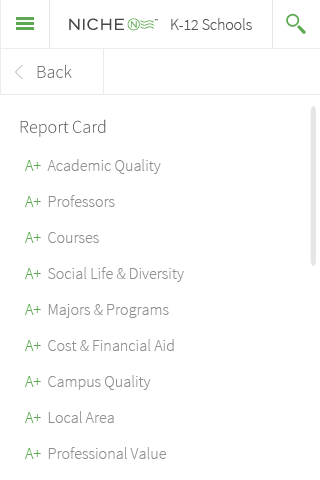 NICHE K-12 Schools
Back
Report Card
A+ Academic Quality
A+ Professors
A+ Courses
A+ Social Life & Diversity
A+ Majors & Programs
A+ Cost & Financial Aid
A+ Campus Quality
A+ Local Area
A+ Professional Value